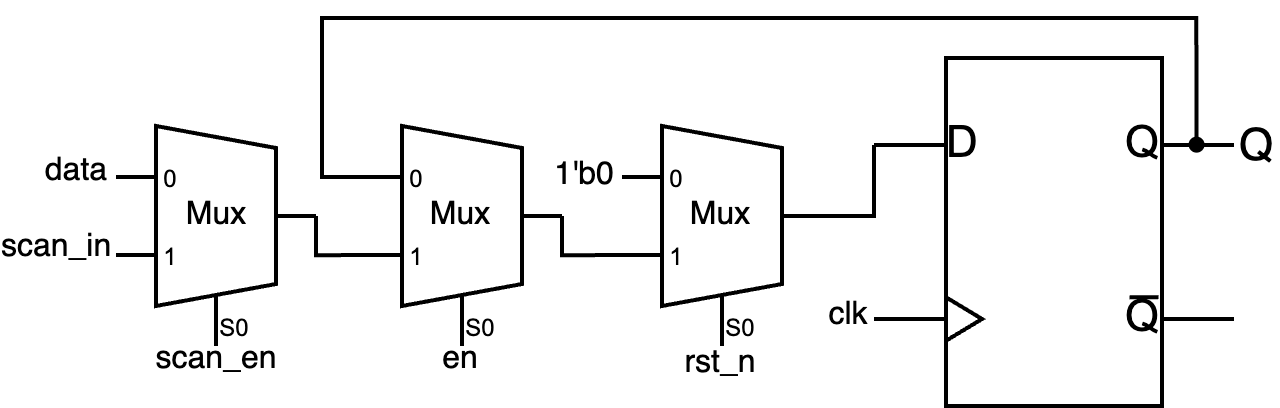 data
0
Mux
scan_in
1
S0
scan_en
0
Mux
1
S0
en
1'b0
0
Mux
1
S0
rst_n
D
Q
Q
clk
Q̅